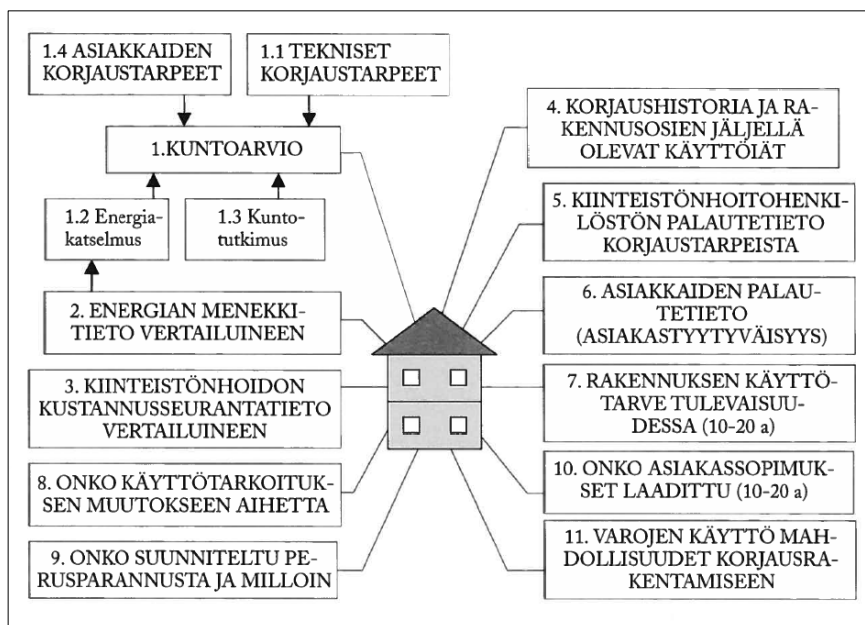 1.4 ASIAKKAIDEN
KORJAUSTARPEET
1.1 TEKNISET
KORJAUSTARPEET
1.KUNTOARVIO
1.2 Energia-
katselmus
1.3 Kunto-
tutkimus
2. ENERGIAN MENEKKI-
TIETO VERTAILUINEEN
3. KIINTEISTÖNHOIDON
KUSTANNUSSEURANTATIETO
VERTAILUINEEN
8. ONKO KÄYTTÖTARKOITUK-
SEN MUUTOKSEEN AIHETTA
9. ONKO SUUNNITELTU PE-
RUSPARANNUSTA JA MILLOIN
4. KORJAUSHISTORIA JA RA-
KENNUSOSIEN JÄLJELLÄ
OLEVAT KÄYTTÖIÄT
5. KIINTEISTÖNHOITOHENKI-
LÖSTÖN PALAUTETIETO
KORJAUSTARPEISTA
6. ASIAKKAIDEN PALAU-
TETIETO
(ASIAKASTYYTYVÄISYYS)
7. RAKENNUKSEN KÄYTTÖ-
TARVE TULEVAISUU-
DESSA (10-20 a)
10. ONKO ASIAKASSOPIMUK-
SET LAADITTU (10-20 a)
11. VAROJEN KÄYTTÖ MAH-
DOLLISUUDET KORJAUSRA-
KENTAMISEEN